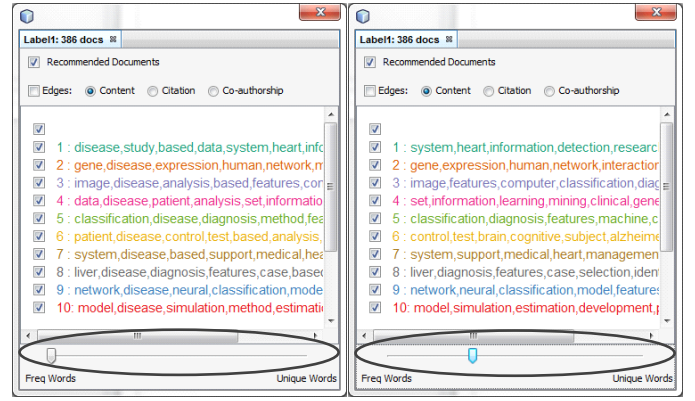 Label1: 386 docs
Recommended Documents
Edges: Content Citation Co-authorship
1 : disease,study,based,data,system,heart,info
2 : gene,disease,expression,human,network,m
3 : image,disease,analysis,based,features,con
4 : data,disease,patient,analysis,set,informatio
5 : classification,disease,diagnosis,method,fea
6 : patient,disease,control,test,based,analysis,
7 : system,disease,based,support,medical,hea
8 : liver,disease,diagnosis,features,case,based
9 : network,disease,neural,classification,mode
10: model,disease,simulation,method,estimati
Freq Words Unique Words
Label1: 386 docs
Recommended Documents
Edges: Content Citation Co-authorship
1 : system,heart,information,detection,researc
2 : gene,expression,human,network,interaction
3 : image,features,computer,classification,diag
4 : set,information,learning,mining,clinical,gene
5 : classification,diagnosis,features,machine,c
6 : control,test,brain,cognitive,subject,alzheime
7 : system,support,medical,heart,management
8 : liver,diagnosis,features,case,selection,iden
9 : network,neural,classification,model,features
10: model,simulation,estimation,development,p
Freq Words Unique Words